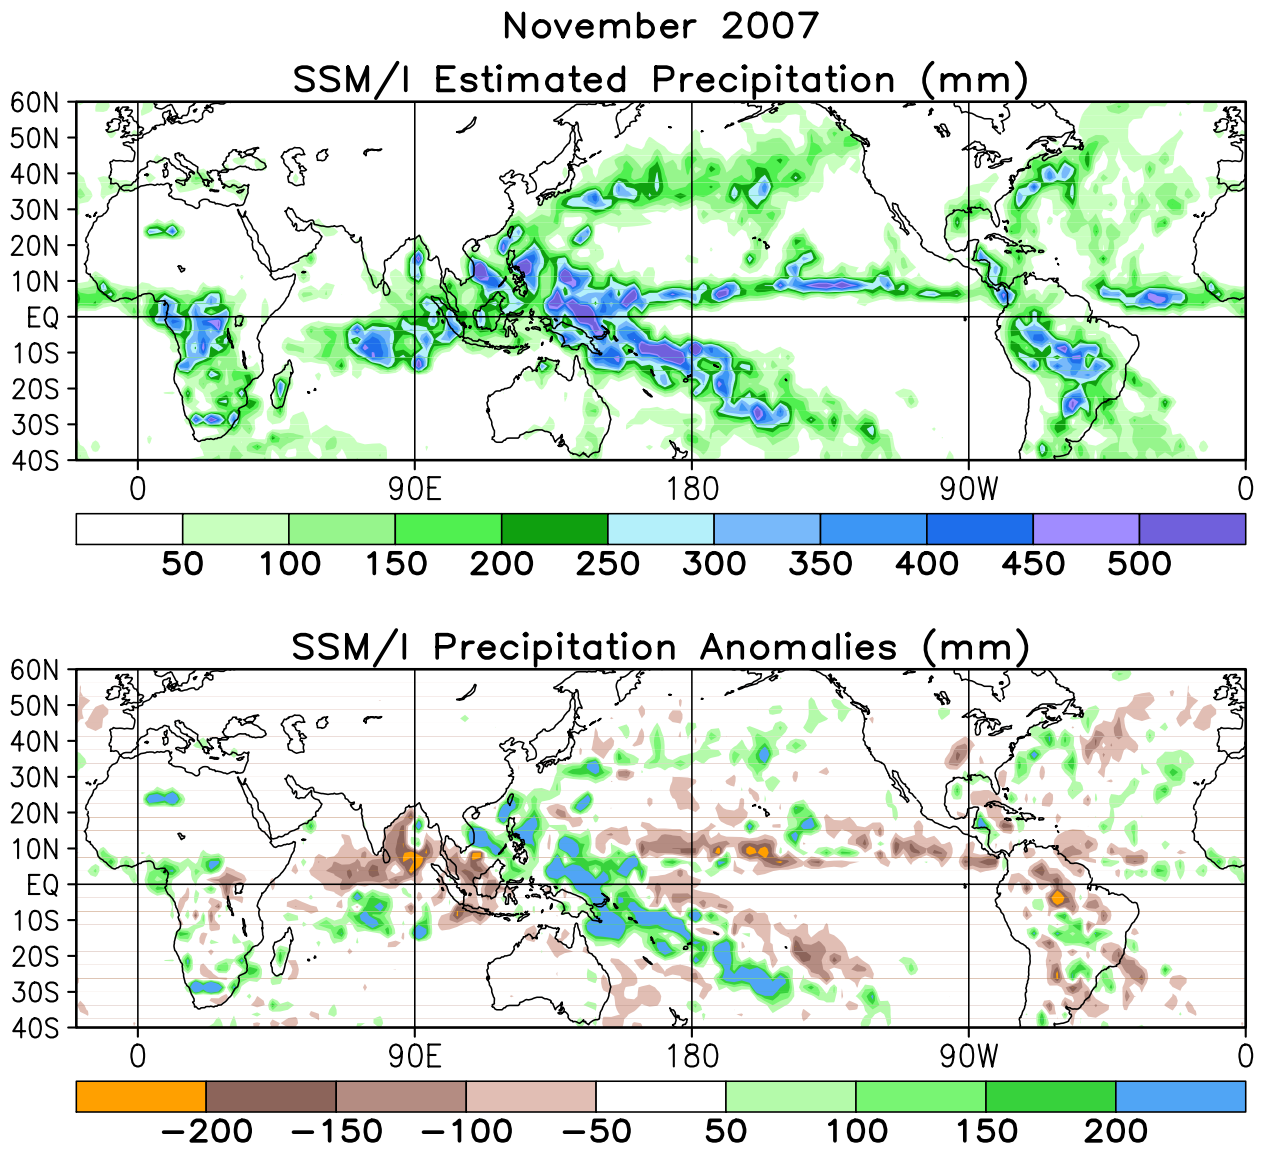 November 2007
SSM/I Estimated Precipitation (mm)
60N
50N
40N
30N
20N
10N
EQ
10S
20S
30S
40S
0 90E 180 90W 0
50 100 150 200 250 300 350 400 450 500
SSM/I Precipitation Anomalies (mm)
60N
50N
40N
30N
20N
10N
EQ
10S
20S
30S
40S
0 90E 180 90W 0
−200 −150 −100 −50 50 100 150 200